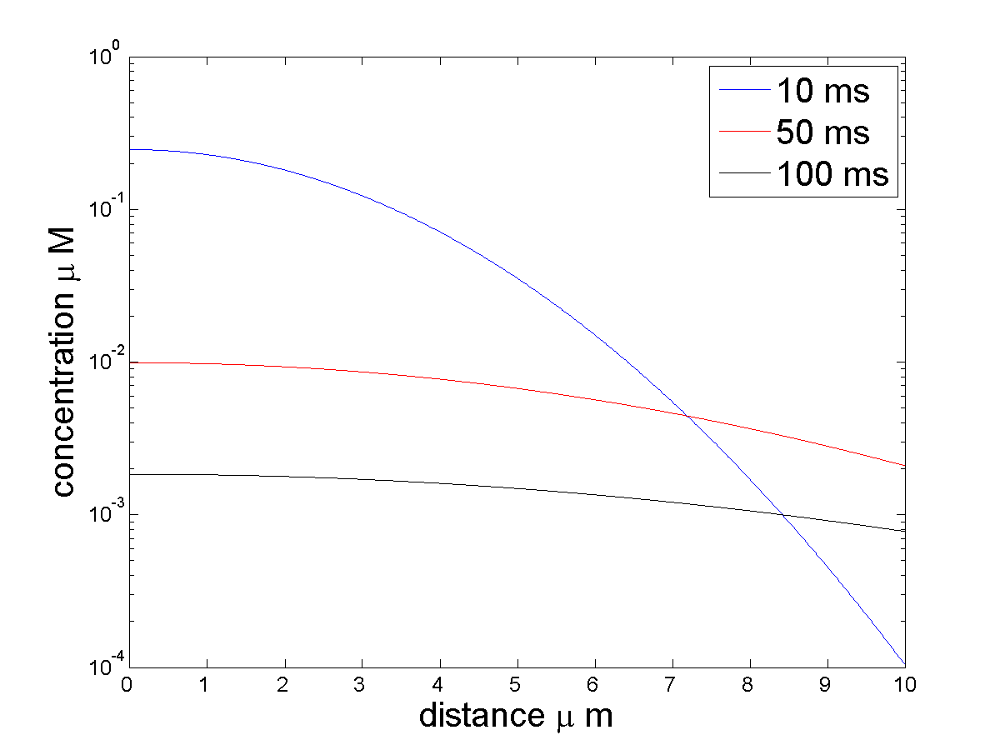 10⁰
10 ms
50 ms
100 ms
10⁻¹
concentration μ M
10⁻²
10⁻³
10⁻⁴
0 1 2 3 4 5 6 7 8 9 10
distance μ m